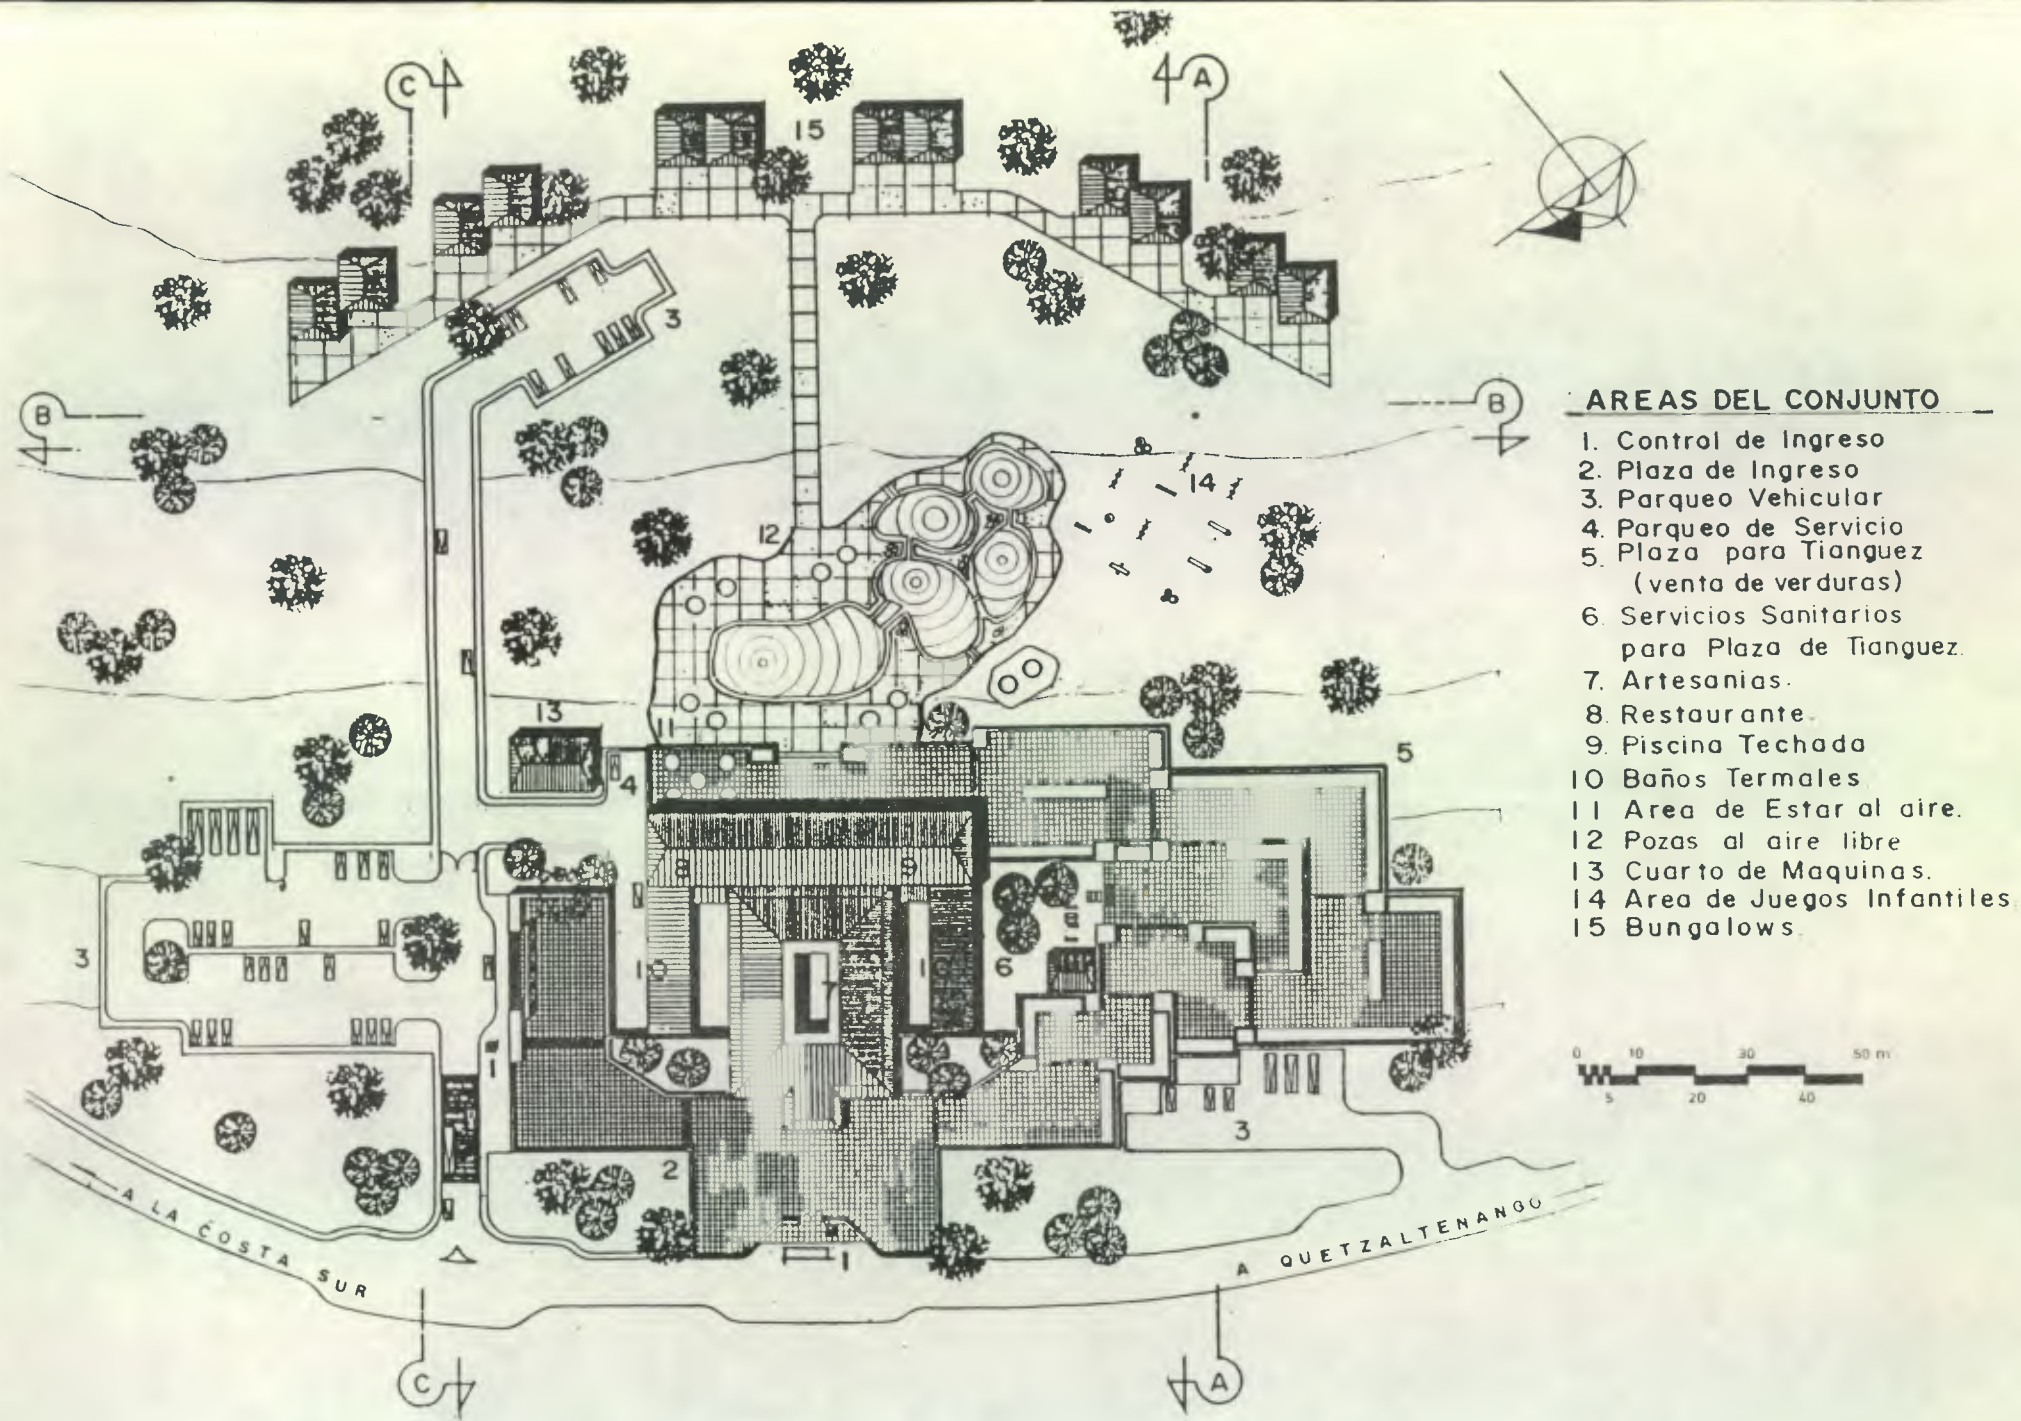 C
A
15
3
B
B
14
12
13
11
4
5
8
9
3
10
10
7
6
1
2
3
1
A LA COSTA SUR
A QUETZALTENANGO
C
A
AREAS DEL CONJUNTO
1. Control de Ingreso
2. Plaza de Ingreso
3. Parqueo Vehicular
4. Parqueo de Servicio
5. Plaza para Tianguez
(venta de verduras)
6. Servicios Sanitarios
para Plaza de Tianguez.
7. Artesanias.
8. Restaurante.
9. Piscina Techada
10 Baños Termales
11 Area de Estar al aire.
12 Pozas al aire libre
13 Cuarto de Maquinas.
14 Area de Juegos Infantiles
15 Bungalows.
0 10 30 50 m
5 20 40